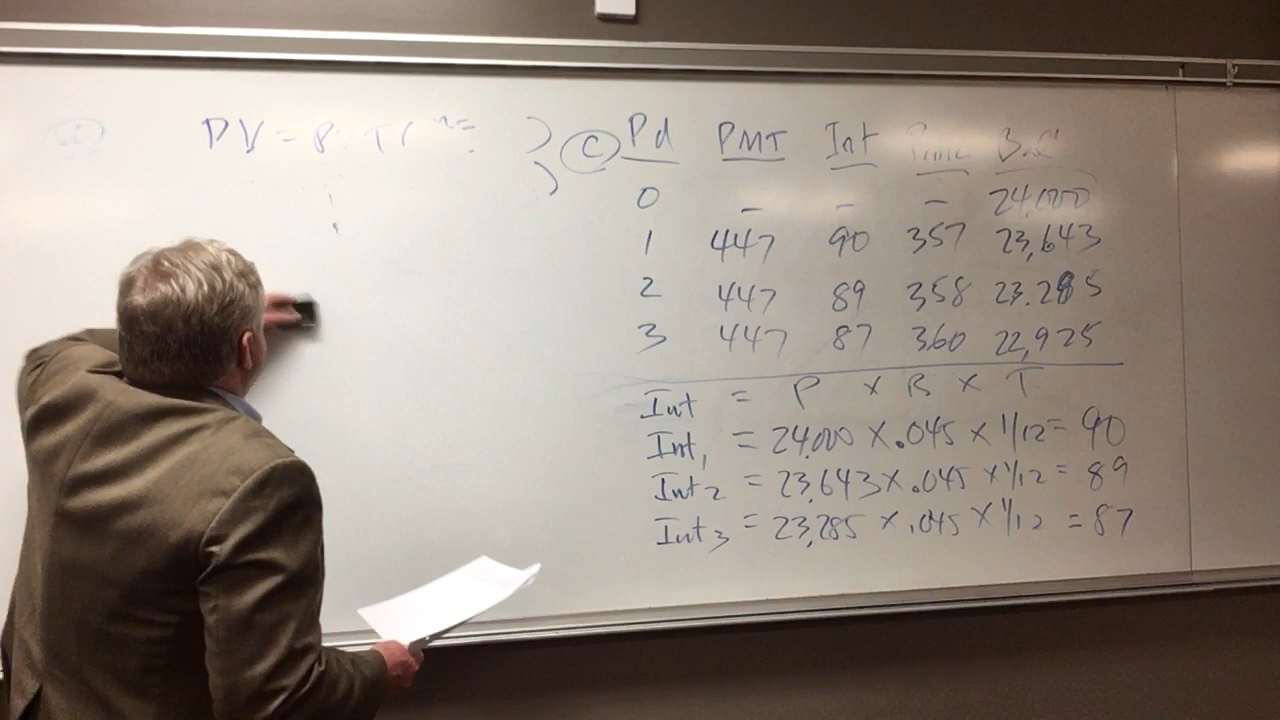 PV = P T ( n= ) )
C Pd PMT Int Princ Bal
0 - - - 24,000
1 447 90 357 23,643
2 447 89 358 23.285
3 447 87 360 22,925
Int = P × R × T
Int1 = 24,000 × .045 × 1/12 = 90
Int2 = 23,643 × .045 × 1/12 = 89
Int3 = 23,285 × .045 × 1/12 = 87